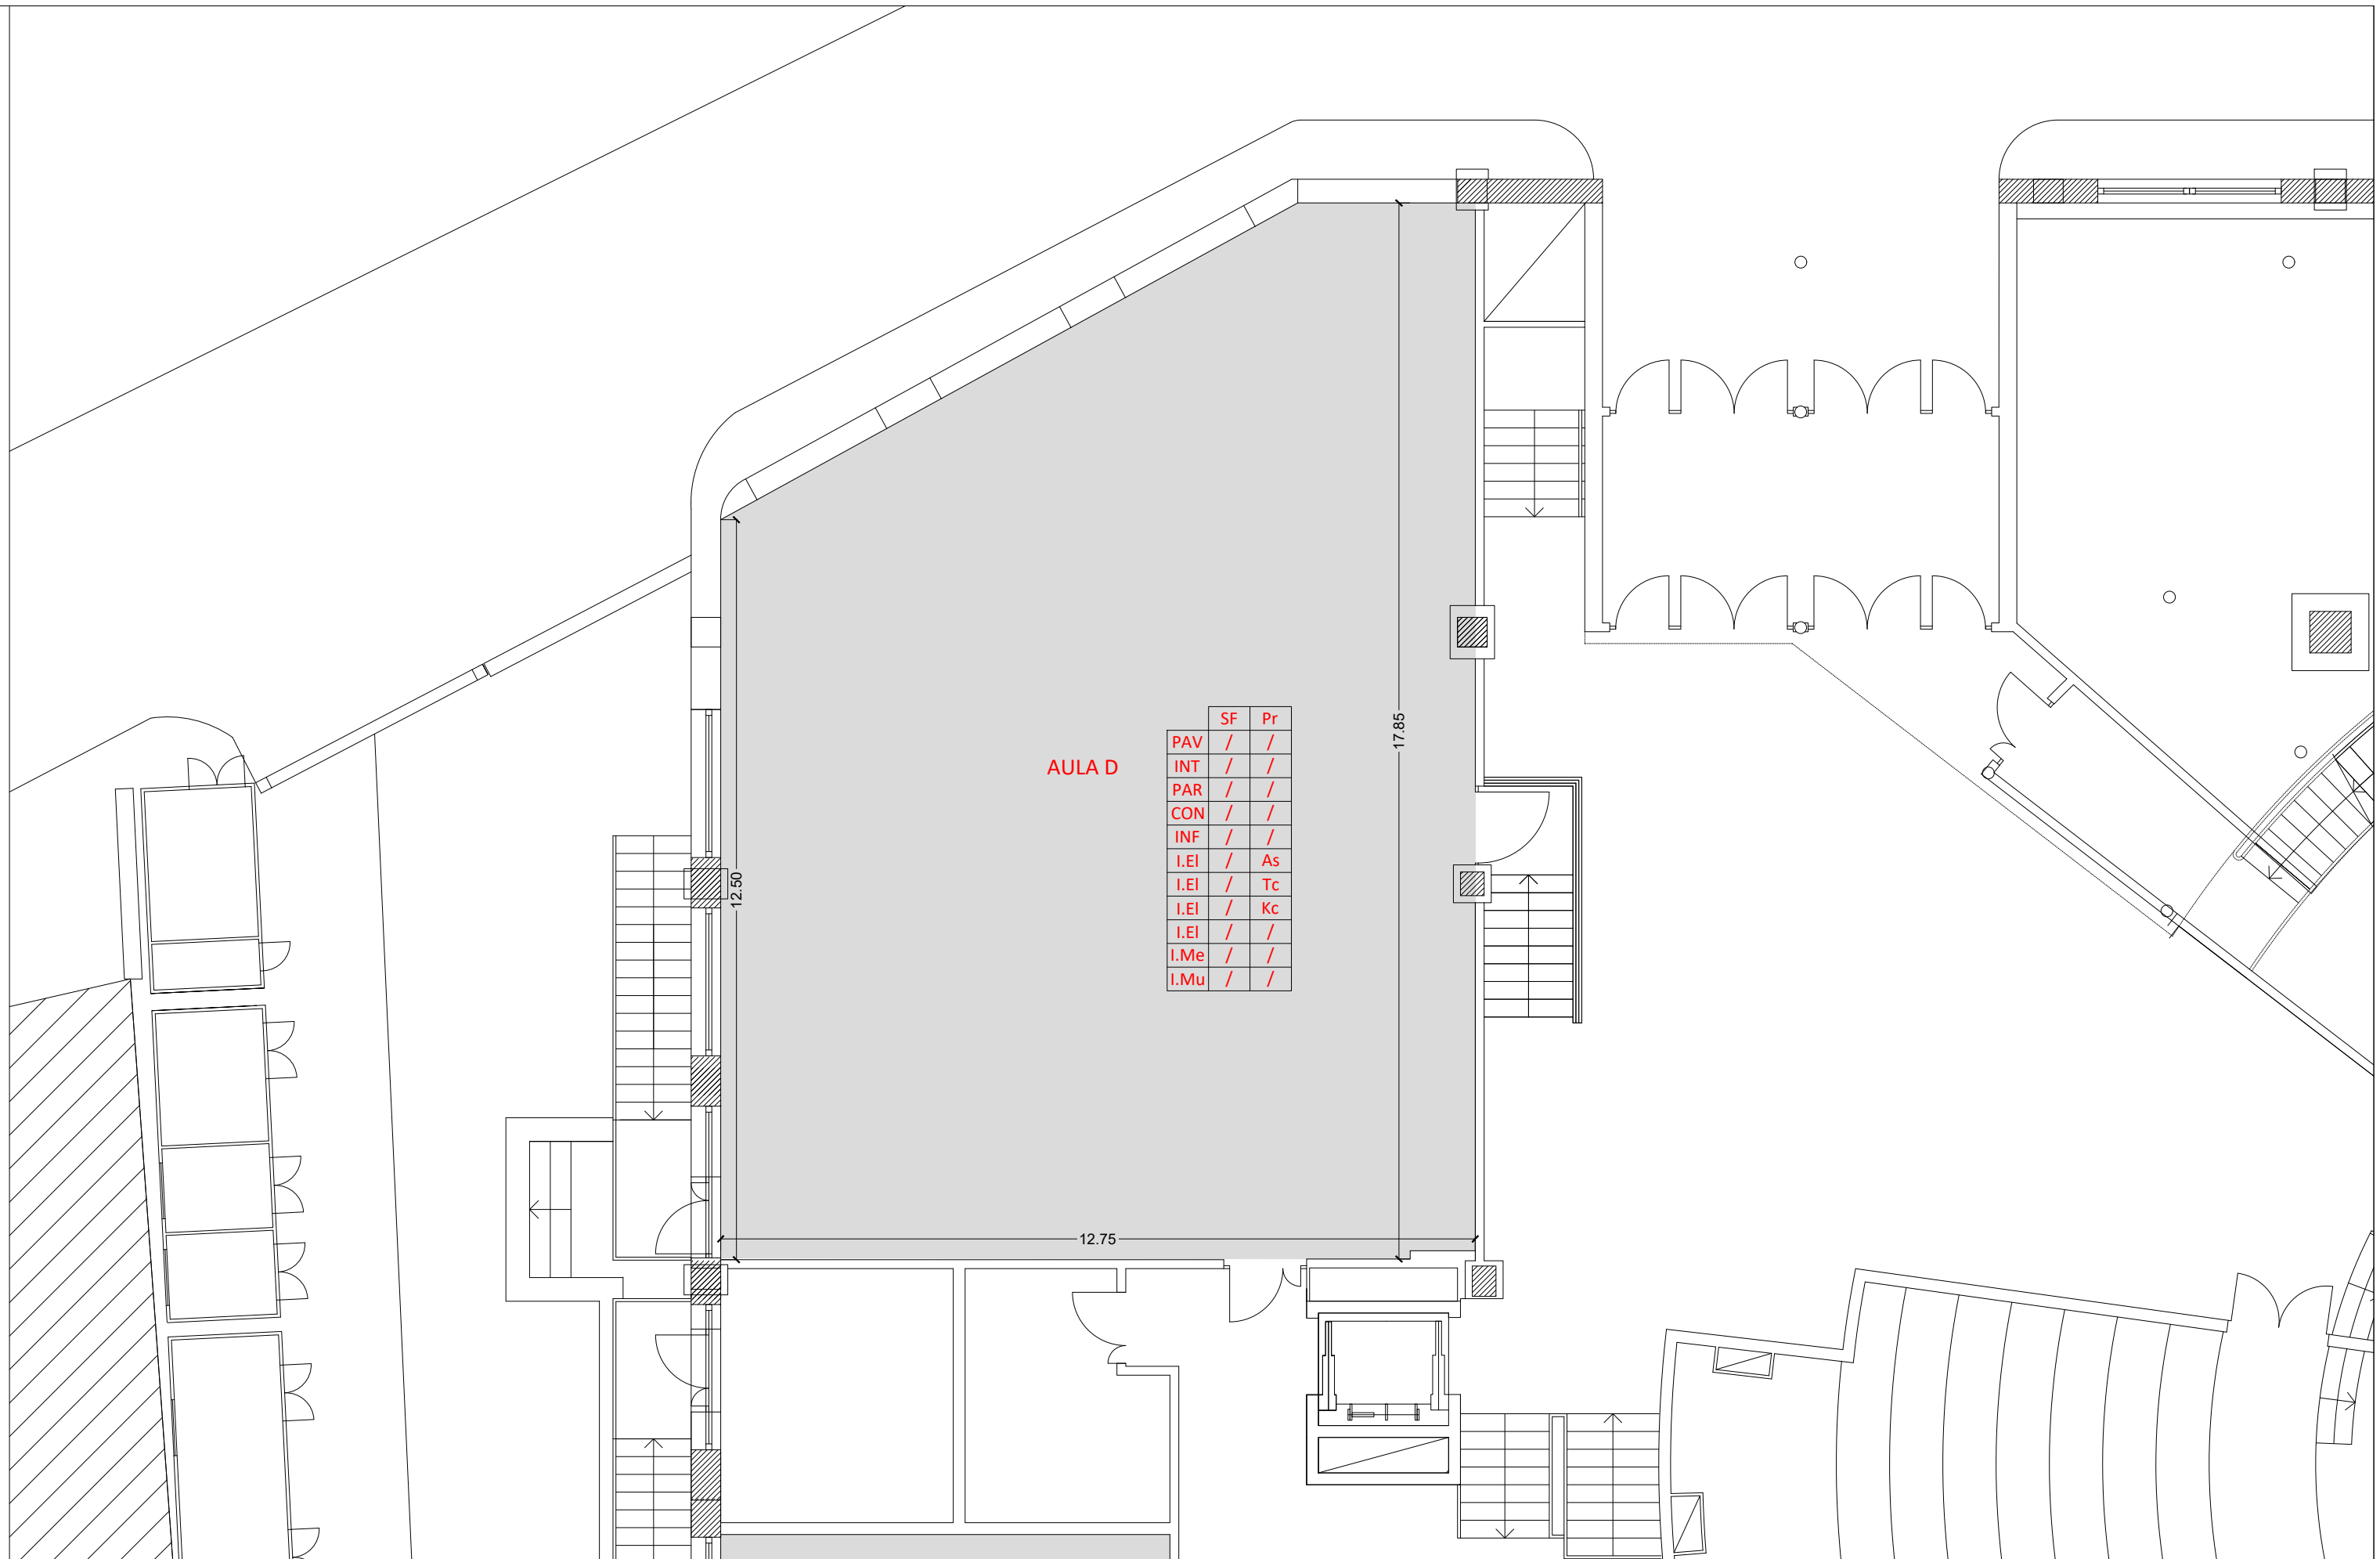 SF Pr
PAV / /
INT / /
AULA D
PAR / /
CON / /
INF / /
I.El / As
I.El / Tc
I.El / Kc
I.El / /
I.Me / /
I.Mu / /
17.85
12.50
12.75